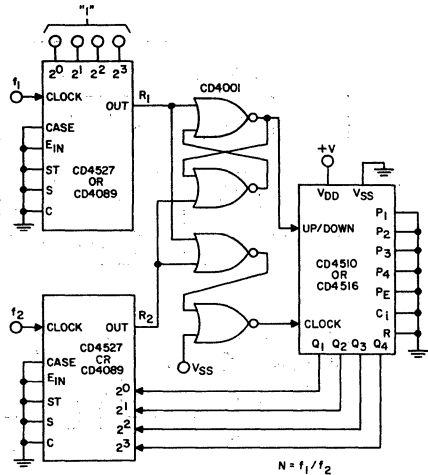 "1"
2⁰ 2¹ 2² 2³
f₁
CLOCK
OUT
R₁
CASE
E_IN
ST
S
C
CD4527
OR
CD4089
CD4001
+V
V_DD
V_SS
UP/DOWN
P₁
P₂
P₃
P₄
P_E
C_i
R
CD4510
OR
CD4516
CLOCK
Q₁ Q₂ Q₃ Q₄
V_SS
f₂
CLOCK
OUT
R₂
CASE
E_IN
ST
S
C
CD4527
CR
CD4089
2⁰
2¹
2²
2³
N = f₁/f₂